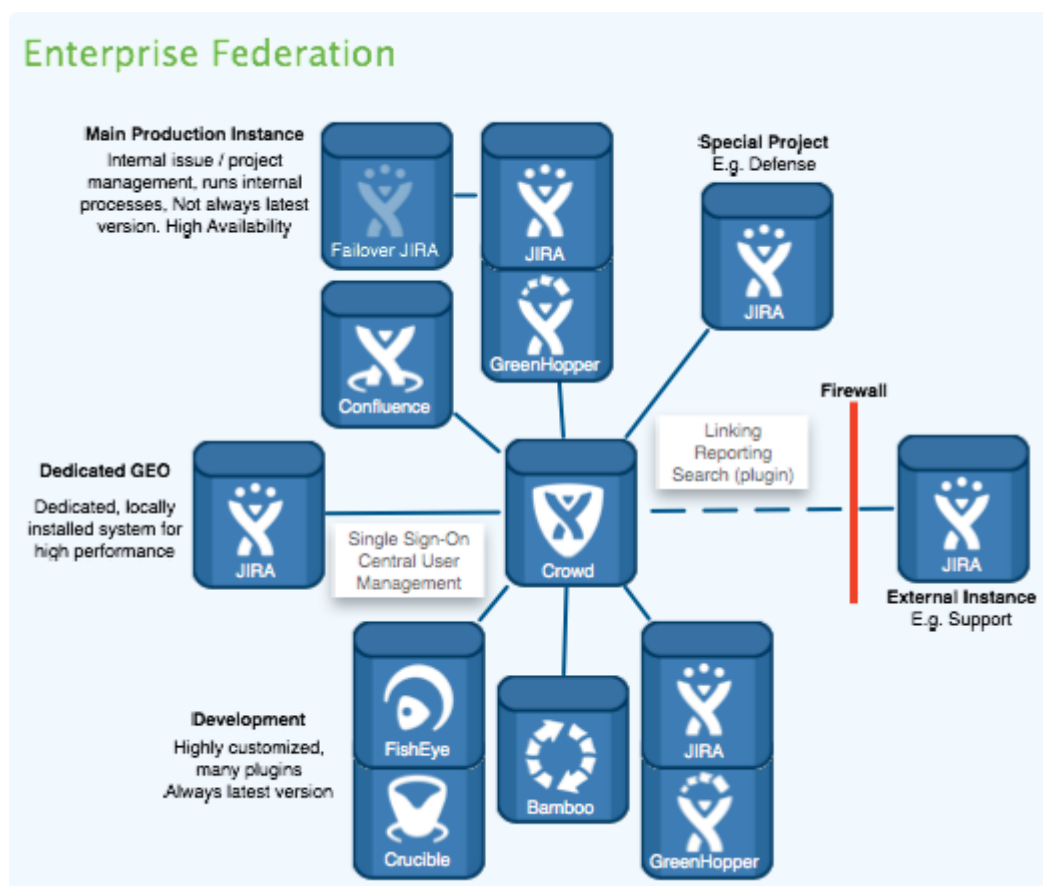 Enterprise Federation
Main Production Instance
Internal issue / project
management, runs internal
processes, Not always latest
version. High Availability
Failover JIRA
JIRA
GreenHopper
Special Project
E.g. Defense
JIRA
Confluence
Firewall
Linking
Reporting
Search (plugin)
Dedicated GEO
Dedicated, locally
installed system for
high performance
JIRA
Single Sign-On
Central User
Management
Crowd
JIRA
External Instance
E.g. Support
Development
Highly customized,
many plugins
Always latest version
FishEye
Crucible
Bamboo
JIRA
GreenHopper